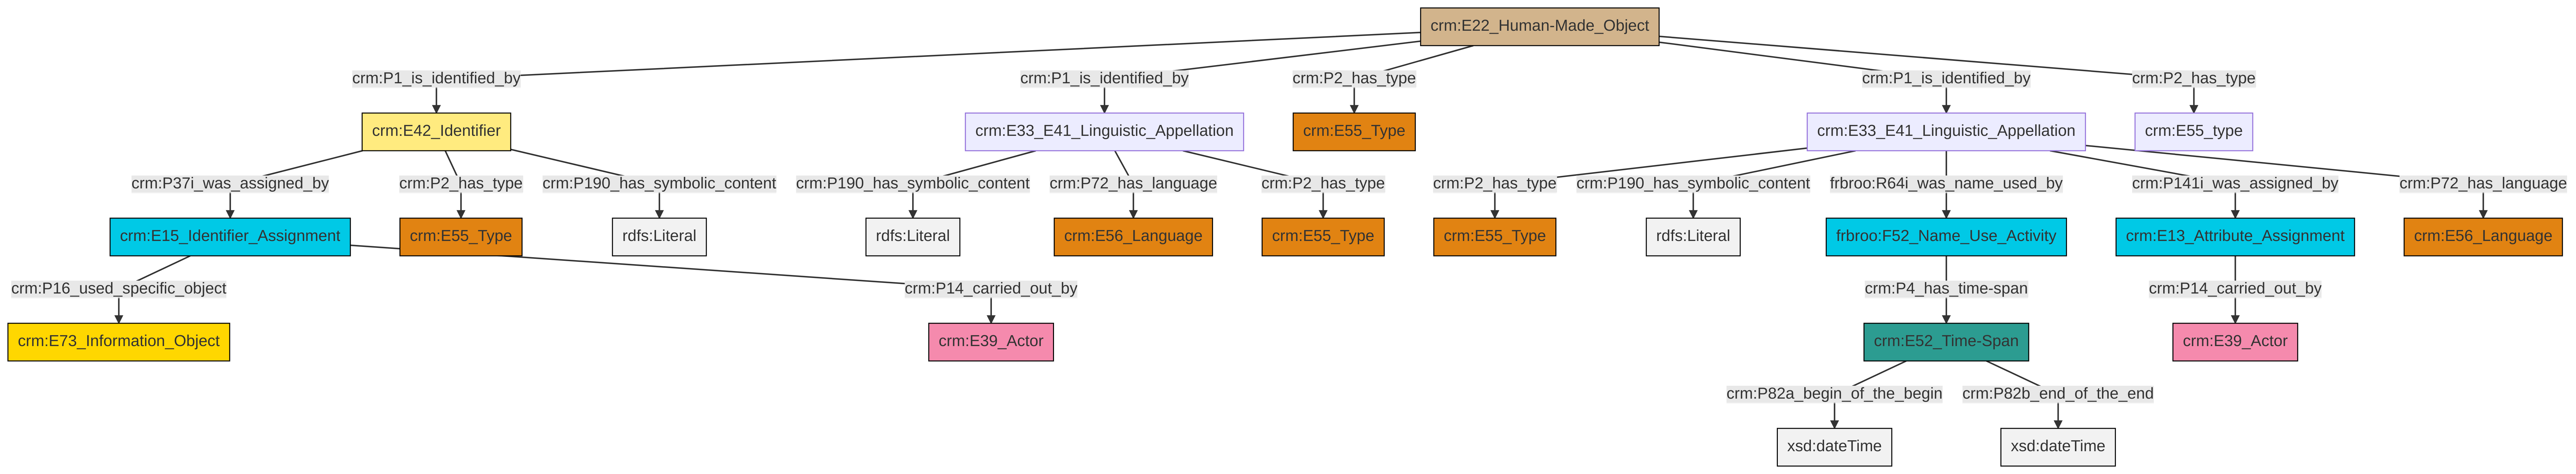 crm:E22_Human-Made_Object
crm:P1_is_identified_by
crm:P1_is_identified_by
crm:P2_has_type
crm:P1_is_identified_by
crm:P2_has_type
crm:E42_Identifier
crm:E33_E41_Linguistic_Appellation
crm:E55_Type
crm:E33_E41_Linguistic_Appellation
crm:E55_type
crm:P37i_was_assigned_by
crm:P2_has_type
crm:P190_has_symbolic_content
crm:P190_has_symbolic_content
crm:P72_has_language
crm:P2_has_type
crm:P2_has_type
crm:P190_has_symbolic_content
frbroo:R64i_was_name_used_by
crm:P141i_was_assigned_by
crm:P72_has_language
crm:E15_Identifier_Assignment
crm:E55_Type
rdfs:Literal
rdfs:Literal
crm:E56_Language
crm:E55_Type
crm:E55_Type
rdfs:Literal
frbroo:F52_Name_Use_Activity
crm:E13_Attribute_Assignment
crm:E56_Language
crm:P16_used_specific_object
crm:P14_carried_out_by
crm:P4_has_time-span
crm:P14_carried_out_by
crm:E73_Information_Object
crm:E39_Actor
crm:E52_Time-Span
crm:E39_Actor
crm:P82a_begin_of_the_begin
crm:P82b_end_of_the_end
xsd:dateTime
xsd:dateTime